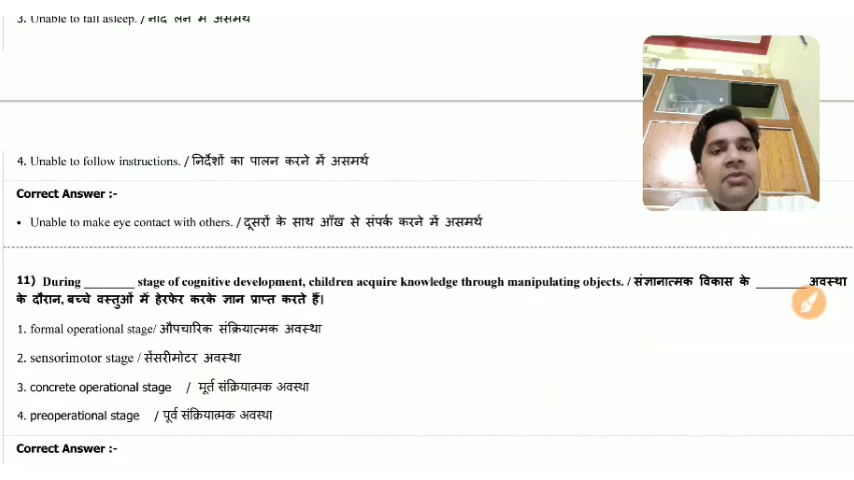 3. Unable to fall asleep. / नींद लेने में असमर्थ
4. Unable to follow instructions. / निर्देशों का पालन करने में असमर्थ
Correct Answer :-
• Unable to make eye contact with others. / दूसरों के साथ आँख से संपर्क करने में असमर्थ
11) During ________ stage of cognitive development, children acquire knowledge through manipulating objects. / संज्ञानात्मक विकास के ________ अवस्था
के दौरान, बच्चे वस्तुओं में हेरफेर करके ज्ञान प्राप्त करते हैं।
1. formal operational stage/ औपचारिक संक्रियात्मक अवस्था
2. sensorimotor stage / सेंसरीमोटर अवस्था
3. concrete operational stage / मूर्त संक्रियात्मक अवस्था
4. preoperational stage / पूर्व संक्रियात्मक अवस्था
Correct Answer :-